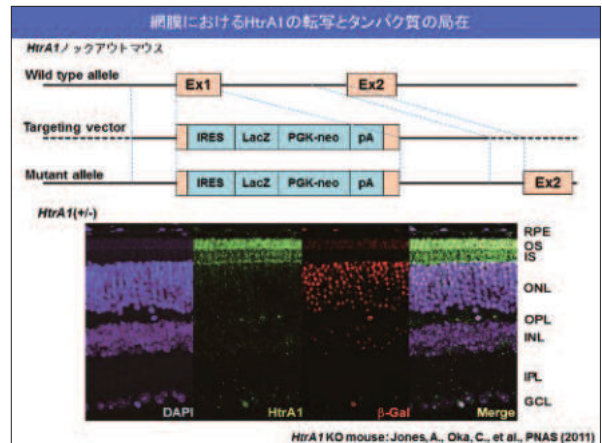 網膜におけるHtrA1の転写とタンパク質の局在
HtrA1ノックアウトマウス
Wild type allele
Ex1
Ex2
Targeting vector
IRES LacZ PGK-neo pA
Mutant allele
IRES LacZ PGK-neo pA
Ex2
HtrA1(+/-)
RPE
OS
IS
ONL
OPL
INL
IPL
GCL
DAPI HtrA1 β-Gal Merge
HtrA1 KO mouse: Jones, A., Oka, C., et al., PNAS (2011)